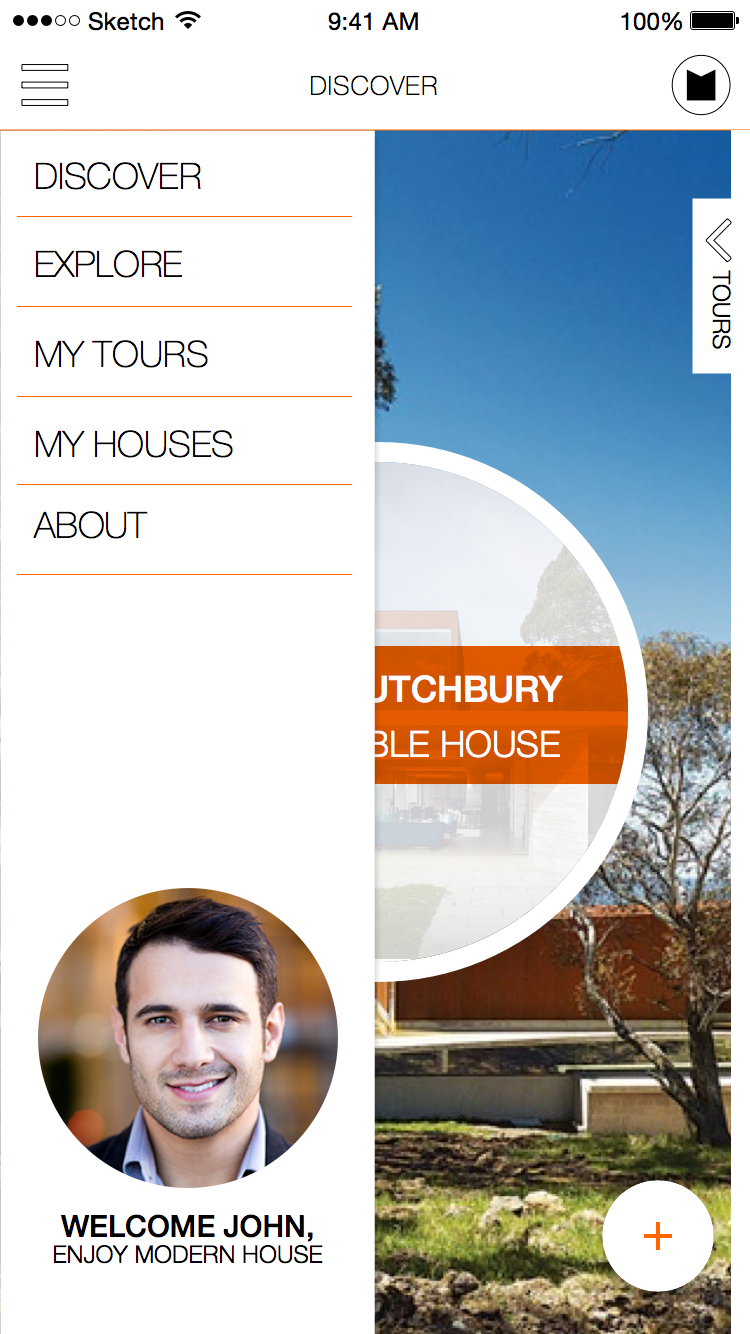 Sketch 9:41 AM 100%
DISCOVER
DISCOVER
EXPLORE
MY TOURS
MY HOUSES
ABOUT
TOURS
UTCHBURY
BLE HOUSE
WELCOME JOHN,
ENJOY MODERN HOUSE